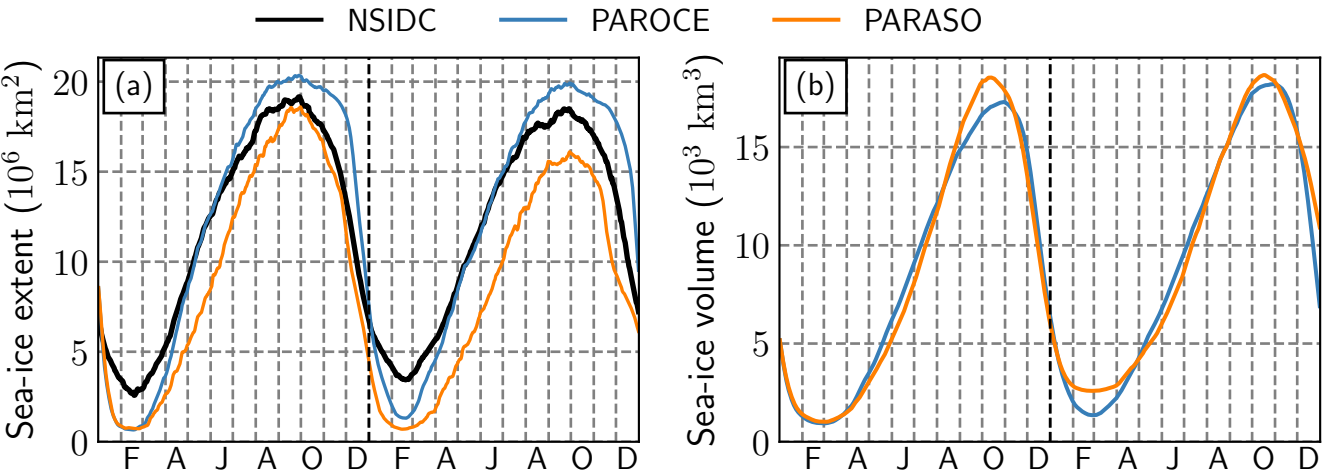 NSIDC PAROCE PARASO
(a)
Sea-ice extent (10⁶ km²)
20
15
10
5
0
F A J A O D F A J A O D
(b)
Sea-ice volume (10³ km³)
15
10
5
0
F A J A O D F A J A O D